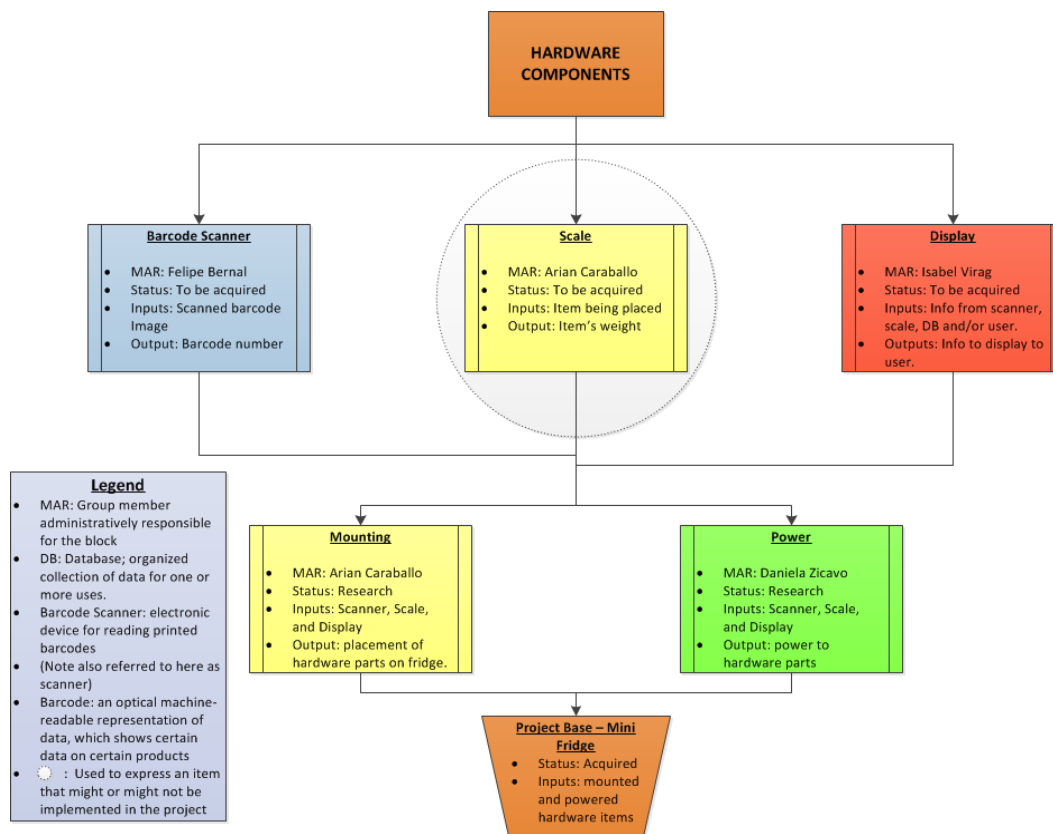 HARDWARE
COMPONENTS
Barcode Scanner
• MAR: Felipe Bernal
• Status: To be acquired
• Inputs: Scanned barcode
Image
• Output: Barcode number
Scale
• MAR: Arian Caraballo
• Status: To be acquired
• Inputs: Item being placed
• Output: Item's weight
Display
• MAR: Isabel Virag
• Status: To be acquired
• Inputs: Info from scanner,
scale, DB and/or user.
• Outputs: Info to display to
user.
Legend
• MAR: Group member
administratively responsible
for the block
• DB: Database; organized
collection of data for one or
more uses.
• Barcode Scanner: electronic
device for reading printed
barcodes
• (Note also referred to here as
scanner)
• Barcode: an optical machine-
readable representation of
data, which shows certain
data on certain products
• : Used to express an item
that might or might not be
implemented in the project
Mounting
• MAR: Arian Caraballo
• Status: Research
• Inputs: Scanner, Scale,
and Display
• Output: placement of
hardware parts on fridge.
Power
• MAR: Daniela Zicavo
• Status: Research
• Inputs: Scanner, Scale,
and Display
• Output: power to
hardware parts
Project Base – Mini
Fridge
• Status: Acquired
• Inputs: mounted
and powered
hardware items